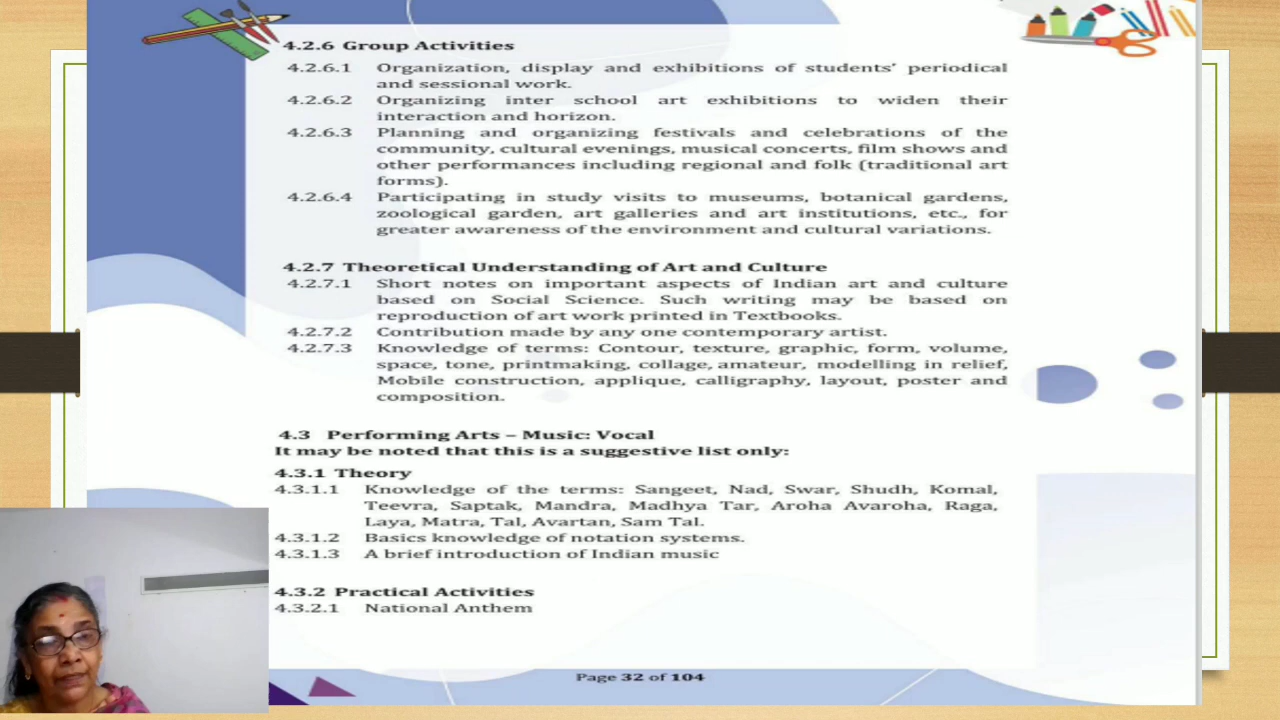 4.2.6 Group Activities
4.2.6.1 Organization, display and exhibitions of students' periodical
and sessional work.
4.2.6.2 Organizing inter school art exhibitions to widen their
interaction and horizon.
4.2.6.3 Planning and organizing festivals and celebrations of the
community, cultural evenings, musical concerts, film shows and
other performances including regional and folk (traditional art
forms).
4.2.6.4 Participating in study visits to museums, botanical gardens,
zoological garden, art galleries and art institutions, etc., for
greater awareness of the environment and cultural variations.
4.2.7 Theoretical Understanding of Art and Culture
4.2.7.1 Short notes on important aspects of Indian art and culture
based on Social Science. Such writing may be based on
reproduction of art work printed in Textbooks.
4.2.7.2 Contribution made by any one contemporary artist.
4.2.7.3 Knowledge of terms: Contour, texture, graphic, form, volume,
space, tone, printmaking, collage, amateur, modelling in relief,
Mobile construction, applique, calligraphy, layout, poster and
composition.
4.3 Performing Arts – Music: Vocal
It may be noted that this is a suggestive list only:
4.3.1 Theory
4.3.1.1 Knowledge of the terms: Sangeet, Nad, Swar, Shudh, Komal,
Teevra, Saptak, Mandra, Madhya Tar, Aroha Avaroha, Raga,
Laya, Matra, Tal, Avartan, Sam Tal.
4.3.1.2 Basics knowledge of notation systems.
4.3.1.3 A brief introduction of Indian music
4.3.2 Practical Activities
4.3.2.1 National Anthem
Page 32 of 104